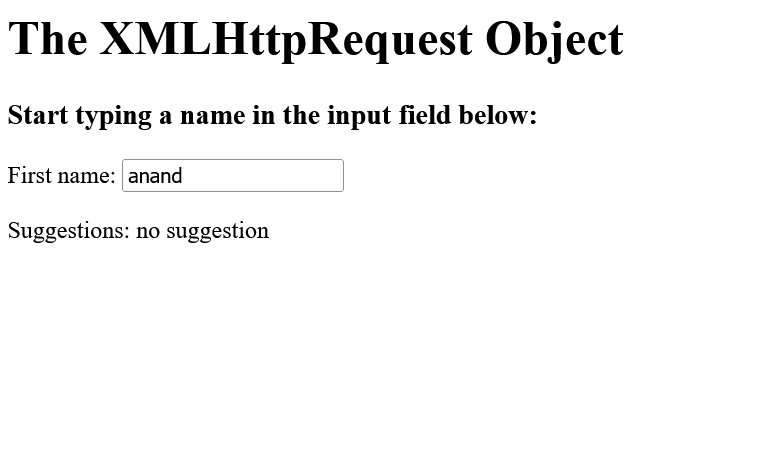 The XMLHttpRequest Object
Start typing a name in the input field below:
First name: anand
Suggestions: no suggestion